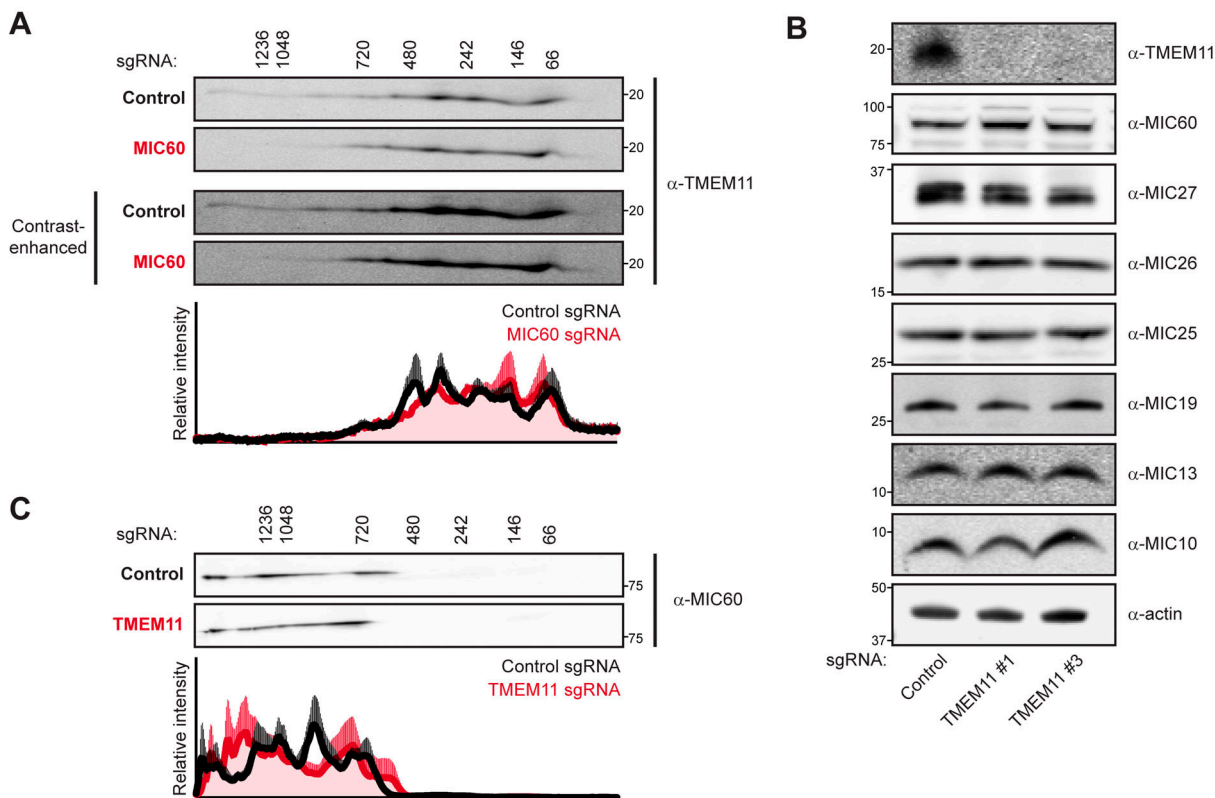 A
sgRNA:
1236
1048
720
480
242
146
66
Control
-20
MIC60
-20
α-TMEM11
Contrast-
enhanced
Control
-20
MIC60
-20
Relative intensity
Control sgRNA
MIC60 sgRNA
B
20-
α-TMEM11
100-
75-
α-MIC60
37-
α-MIC27
15-
α-MIC26
25-
α-MIC25
25-
α-MIC19
10-
α-MIC13
10-
α-MIC10
50-
37-
α-actin
sgRNA:
Control
TMEM11 #1
TMEM11 #3
C
sgRNA:
1236
1048
720
480
242
146
66
Control
-75
TMEM11
-75
α-MIC60
Relative intensity
Control sgRNA
TMEM11 sgRNA